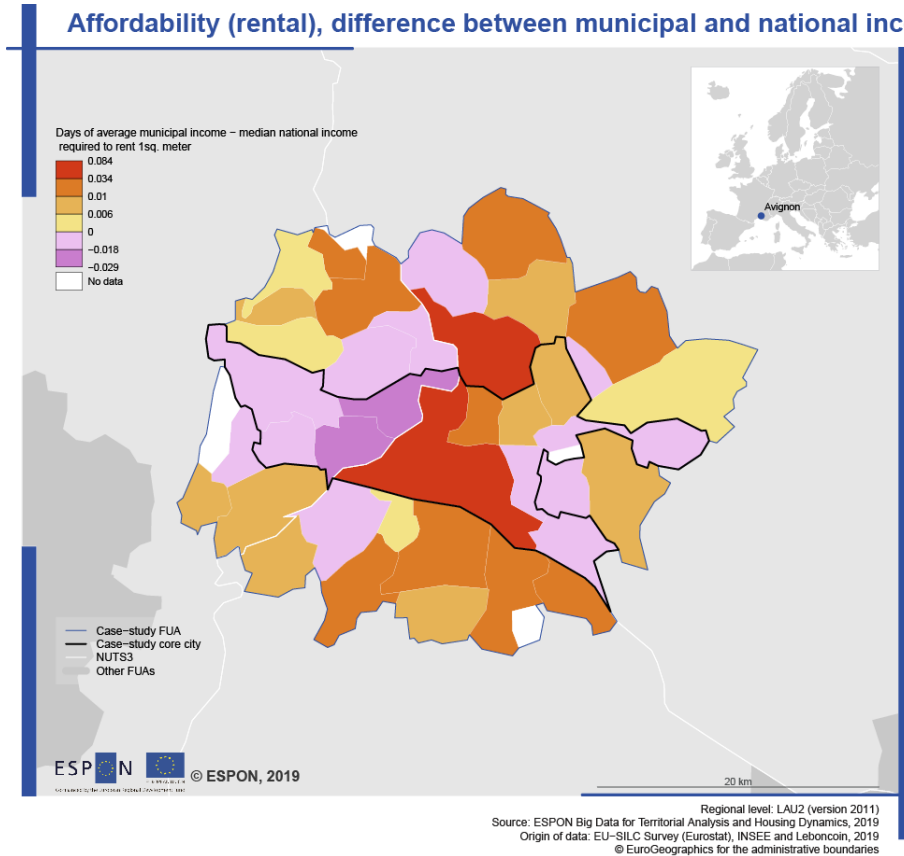 Affordability (rental), difference between municipal and national inc
Days of average municipal income − median national income
required to rent 1sq. meter
0.084
0.034
0.01
0.006
0
−0.018
−0.029
No data
Avignon
Case−study FUA
Case−study core city
NUTS3
Other FUAs
ESPON
© ESPON, 2019
20 km
Regional level: LAU2 (version 2011)
Source: ESPON Big Data for Territorial Analysis and Housing Dynamics, 2019
Origin of data: EU−SILC Survey (Eurostat), INSEE and Leboncoin, 2019
© EuroGeographics for the administrative boundaries